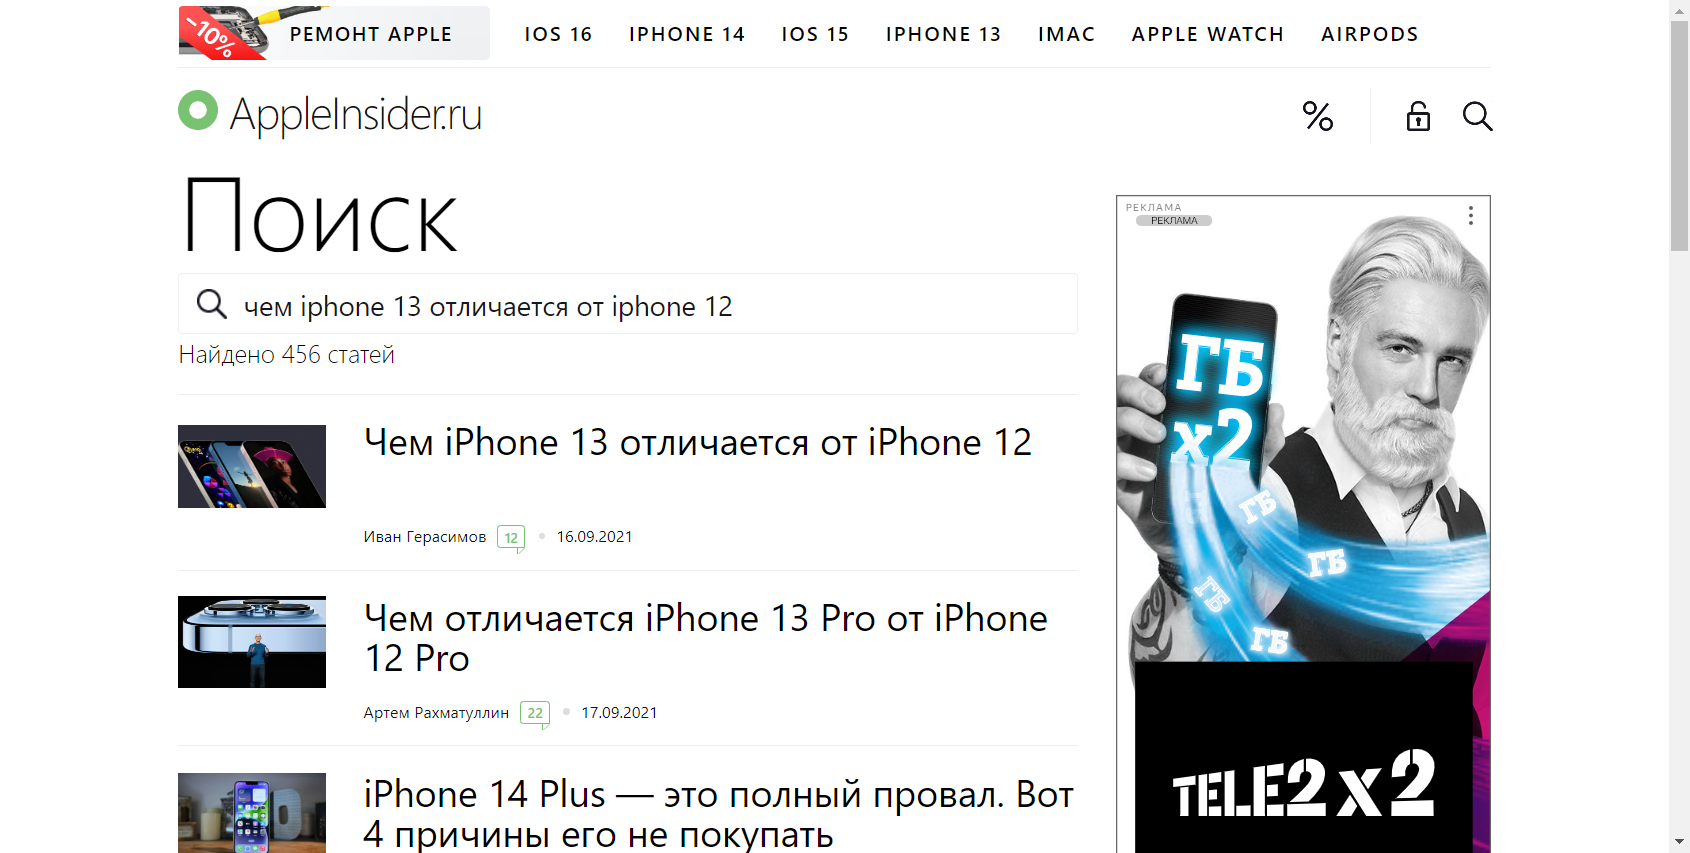 -10%
РЕМОНТ APPLE
IOS 16
IPHONE 14
IOS 15
IPHONE 13
IMAC
APPLE WATCH
AIRPODS
AppleInsider.ru
Поиск
чем iphone 13 отличается от iphone 12
Найдено 456 статей
Чем iPhone 13 отличается от iPhone 12
Иван Герасимов 12 16.09.2021
Чем отличается iPhone 13 Pro от iPhone
12 Pro
Артем Рахматуллин 22 17.09.2021
iPhone 14 Plus — это полный провал. Вот
4 причины его не покупать
РЕКЛАМА
РЕКЛАМА
ГБ
x2
ГБ
ГБ
ГБ
ГБ
TELE2 x 2